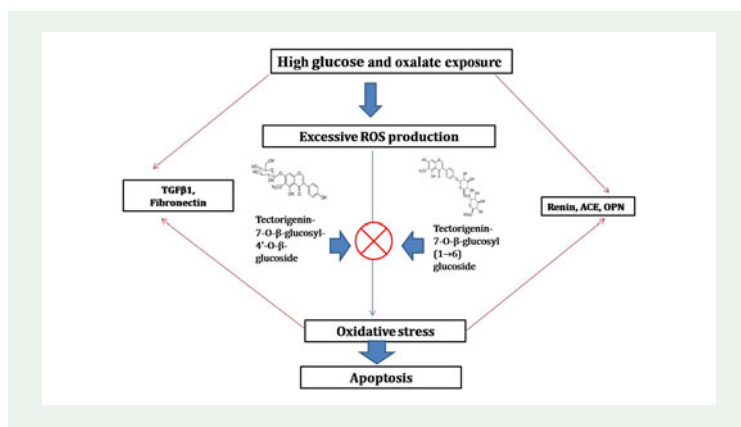 High glucose and oxalate exposure
Excessive ROS production
TGFβ1,
Fibronectin
Tectorigenin-
7-O-β-glucosyl-
4'-O-β-
glucoside
Tectorigenin-
7-O-β-glucosyl
(1→6)
glucoside
Renin, ACE, OPN
Oxidative stress
Apoptosis